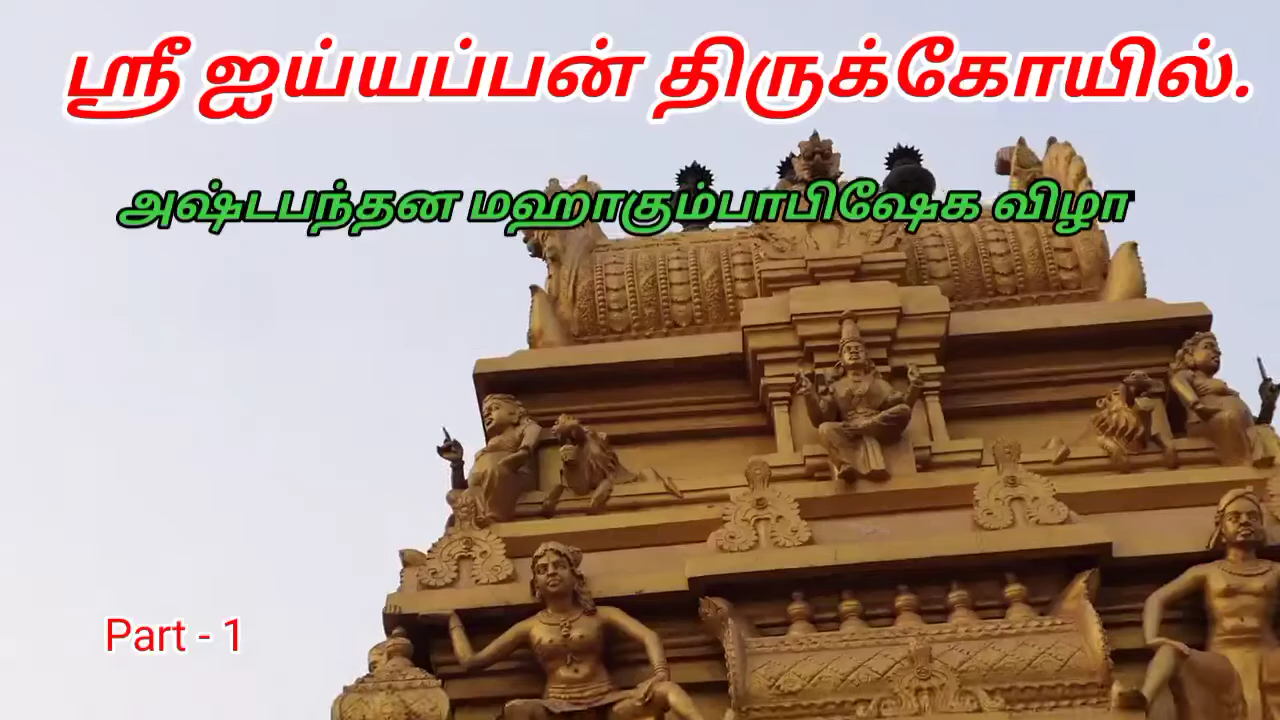 ஸ்ரீ ஐய்யப்பன் திருக்கோயில்.
அஷ்டபந்தன மஹாகும்பாபிஷேக விழா
Part - 1